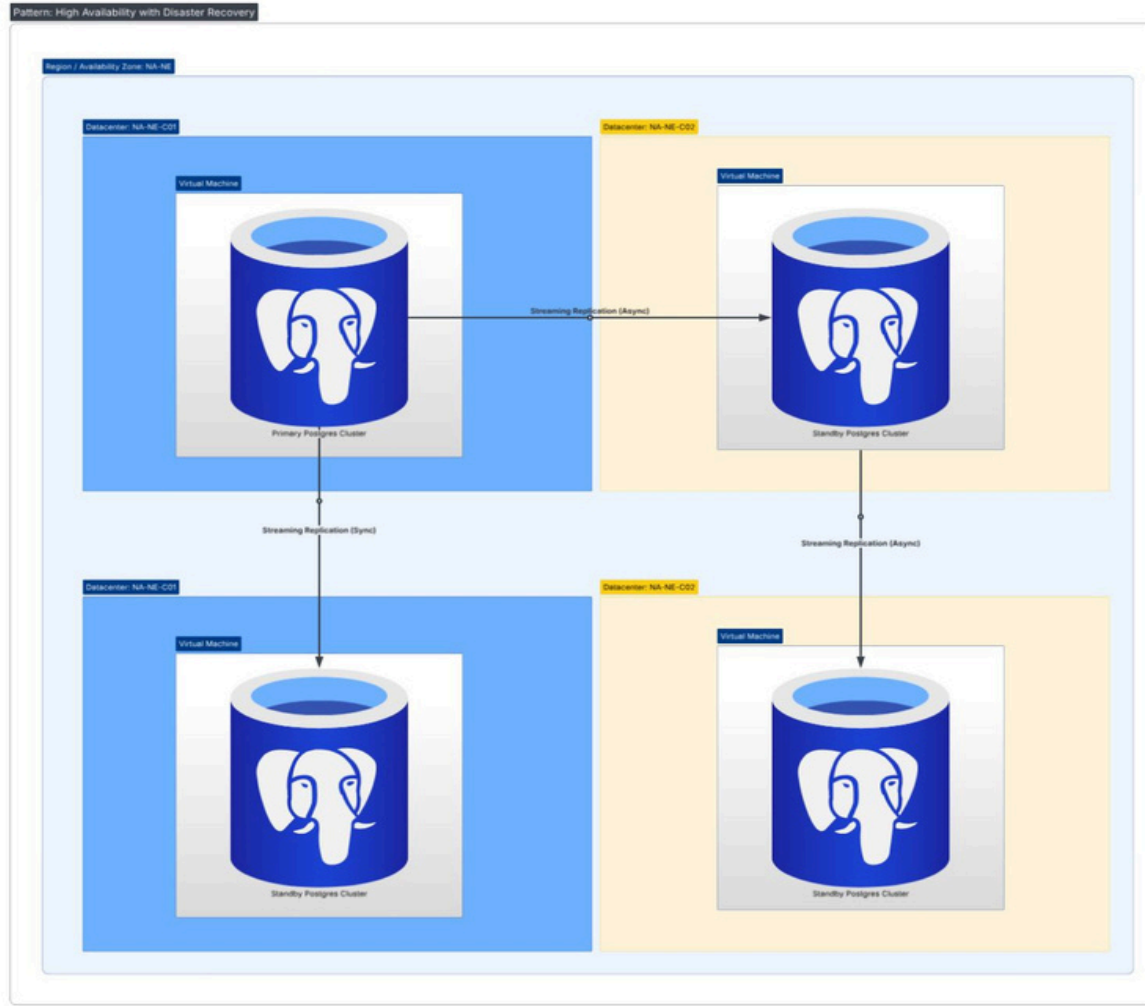 Pattern: High Availability with Disaster Recovery
Region / Availability Zone: NA-NE
Datacenter: NA-NE-C01
Datacenter: NA-NE-C02
Virtual Machine
Virtual Machine
Streaming Replication (Async)
Primary Postgres Cluster
Standby Postgres Cluster
Streaming Replication (Sync)
Streaming Replication (Async)
Datacenter: NA-NE-C01
Datacenter: NA-NE-C02
Virtual Machine
Virtual Machine
Standby Postgres Cluster
Standby Postgres Cluster